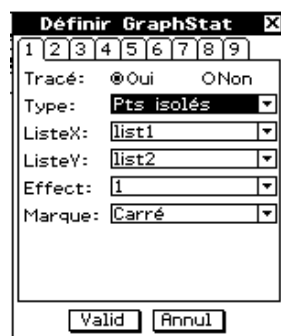 Définir GraphStat X
1 2 3 4 5 6 7 8 9
Tracé: Oui Non
Type: Pts isolés
ListeX: list1
ListeY: list2
Effect: 1
Marque: Carré
Valid Annul